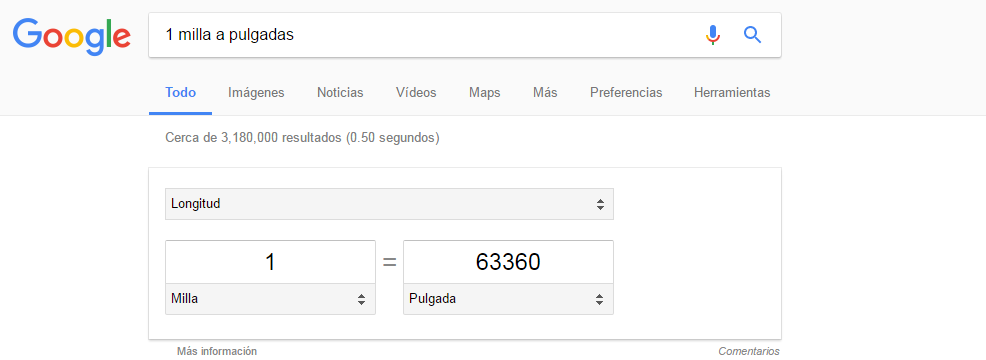 Google
1 milla a pulgadas
Todo Imágenes Noticias Vídeos Maps Más Preferencias Herramientas
Cerca de 3,180,000 resultados (0.50 segundos)
Longitud
1 = 63360
Milla Pulgada
Más información Comentarios